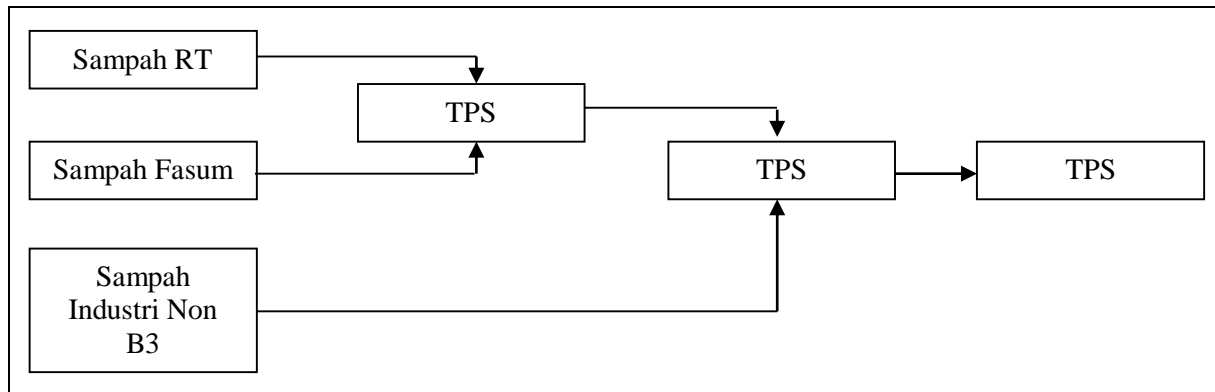 Sampah RT
TPS
Sampah Fasum
TPS
TPS
Sampah
Industri Non
B3